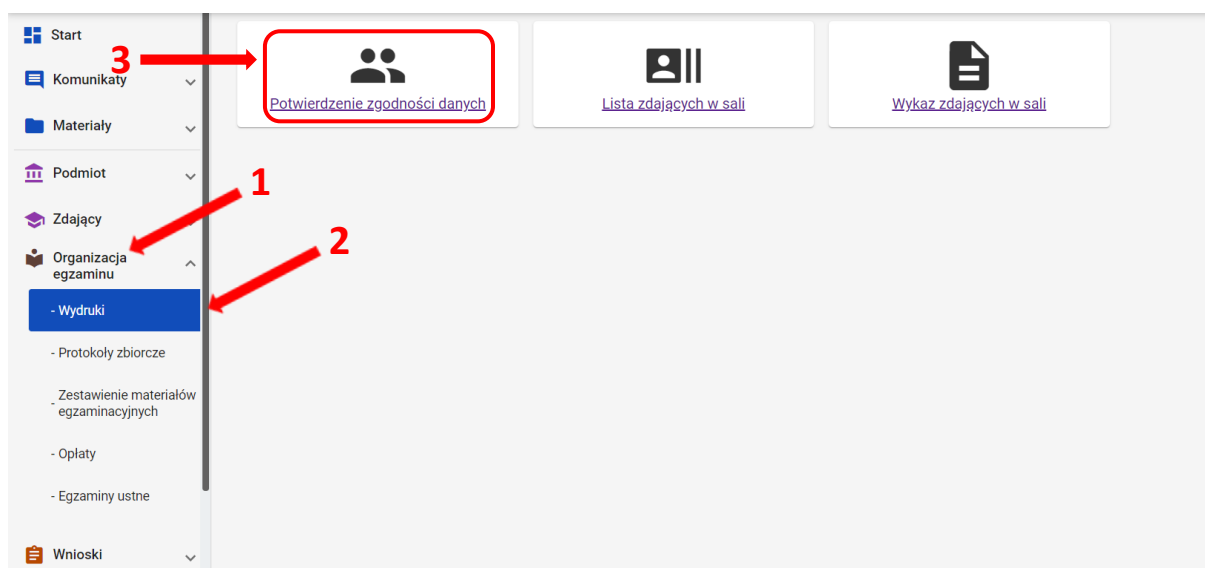 Start
Komunikaty
Materiały
Podmiot
Zdający
Organizacja
egzaminu
- Wydruki
- Protokoły zbiorcze
- Zestawienie materiałów
egzaminacyjnych
- Opłaty
- Egzaminy ustne
Wnioski
3
1
2
Potwierdzenie zgodności danych
Lista zdających w sali
Wykaz zdających w sali